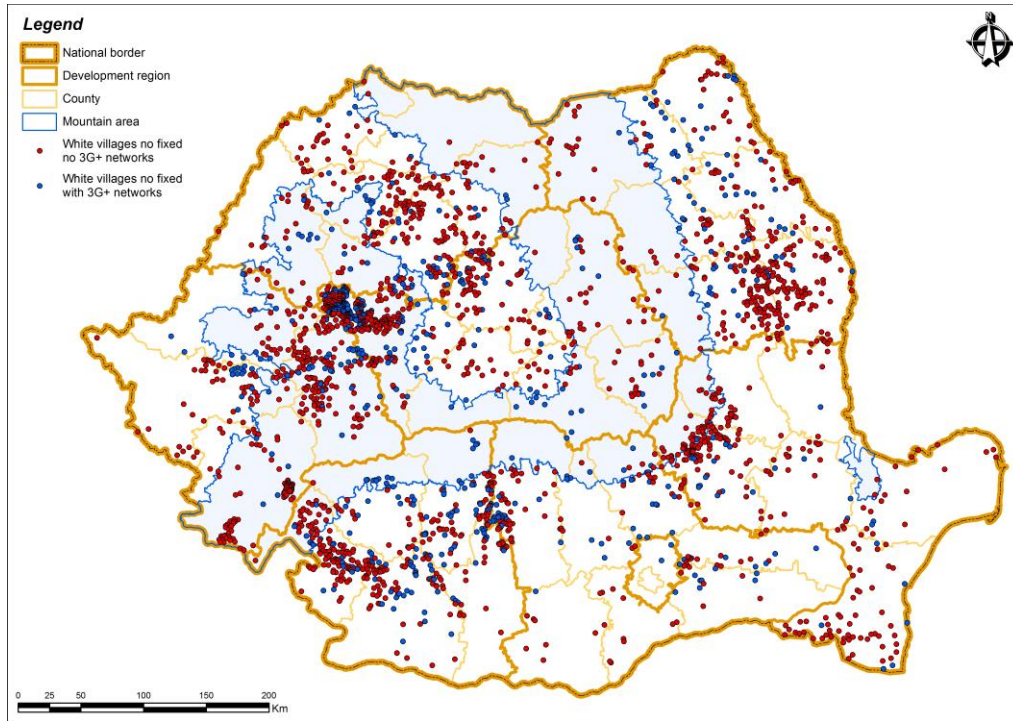 Legend
National border
Development region
County
Mountain area
White villages no fixed
no 3G+ networks
White villages no fixed
with 3G+ networks
0 25 50 100 150 200
Km